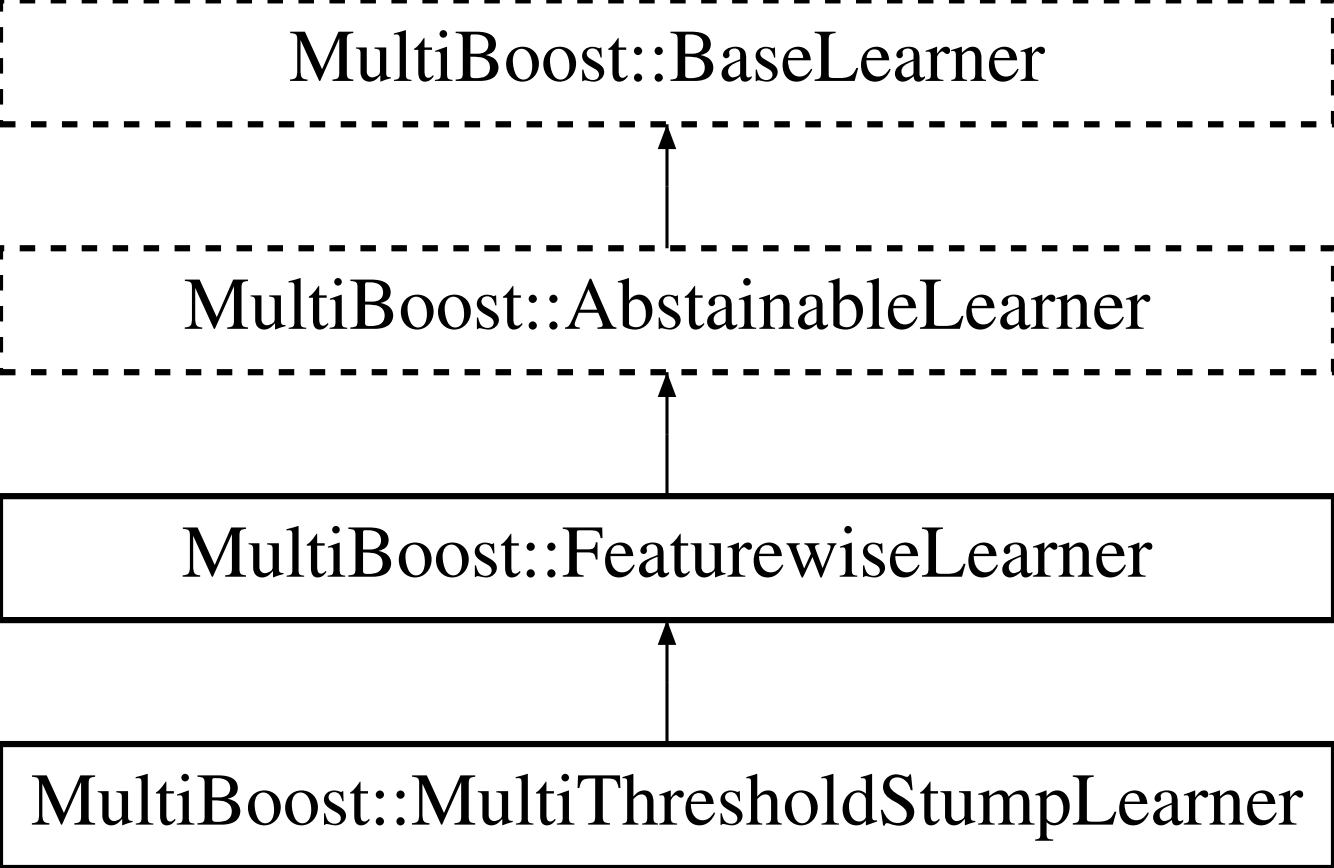 MultiBoost::BaseLearner
MultiBoost::AbstainableLearner
MultiBoost::FeaturewiseLearner
MultiBoost::MultiThresholdStumpLearner